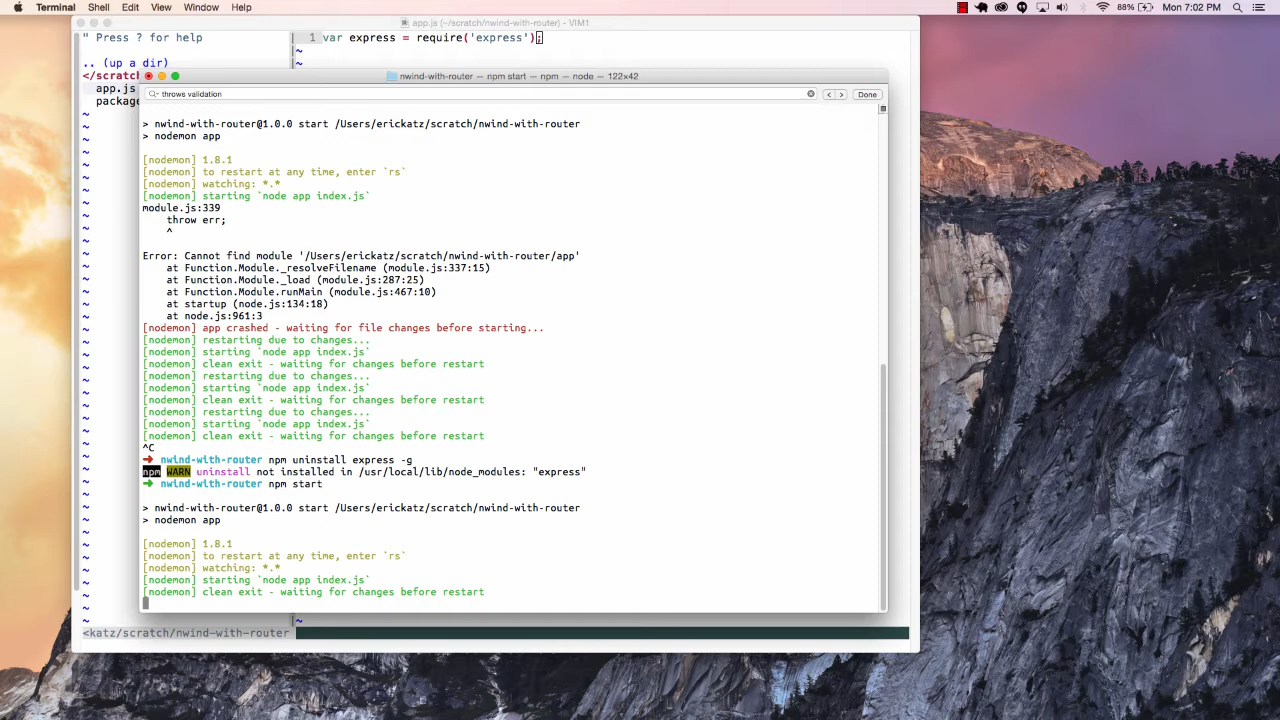 Terminal Shell Edit View Window Help 88% Mon 7:02 PM
app.js (~/scratch/nwind-with-router) - VIM1
" Press ? for help
1 var express = require('express');
.. (up a dir)
</scratch
app.js
package
nwind-with-router — npm start — npm — node — 122×42
throws validation
Done
> nwind-with-router@1.0.0 start /Users/erickatz/scratch/nwind-with-router
> nodemon app
[nodemon] 1.8.1
[nodemon] to restart at any time, enter `rs`
[nodemon] watching: *.*
[nodemon] starting `node app index.js`
module.js:339
throw err;
^
Error: Cannot find module '/Users/erickatz/scratch/nwind-with-router/app'
at Function.Module._resolveFilename (module.js:337:15)
at Function.Module._load (module.js:287:25)
at Function.Module.runMain (module.js:467:10)
at startup (node.js:134:18)
at node.js:961:3
[nodemon] app crashed - waiting for file changes before starting...
[nodemon] restarting due to changes...
[nodemon] starting `node app index.js`
[nodemon] clean exit - waiting for changes before restart
[nodemon] restarting due to changes...
[nodemon] starting `node app index.js`
[nodemon] clean exit - waiting for changes before restart
[nodemon] restarting due to changes...
[nodemon] starting `node app index.js`
[nodemon] clean exit - waiting for changes before restart
^C
➜ nwind-with-router npm uninstall express -g
npm WARN uninstall not installed in /usr/local/lib/node_modules: "express"
➜ nwind-with-router npm start
> nwind-with-router@1.0.0 start /Users/erickatz/scratch/nwind-with-router
> nodemon app
[nodemon] 1.8.1
[nodemon] to restart at any time, enter `rs`
[nodemon] watching: *.*
[nodemon] starting `node app index.js`
[nodemon] clean exit - waiting for changes before restart
<katz/scratch/nwind-with-router